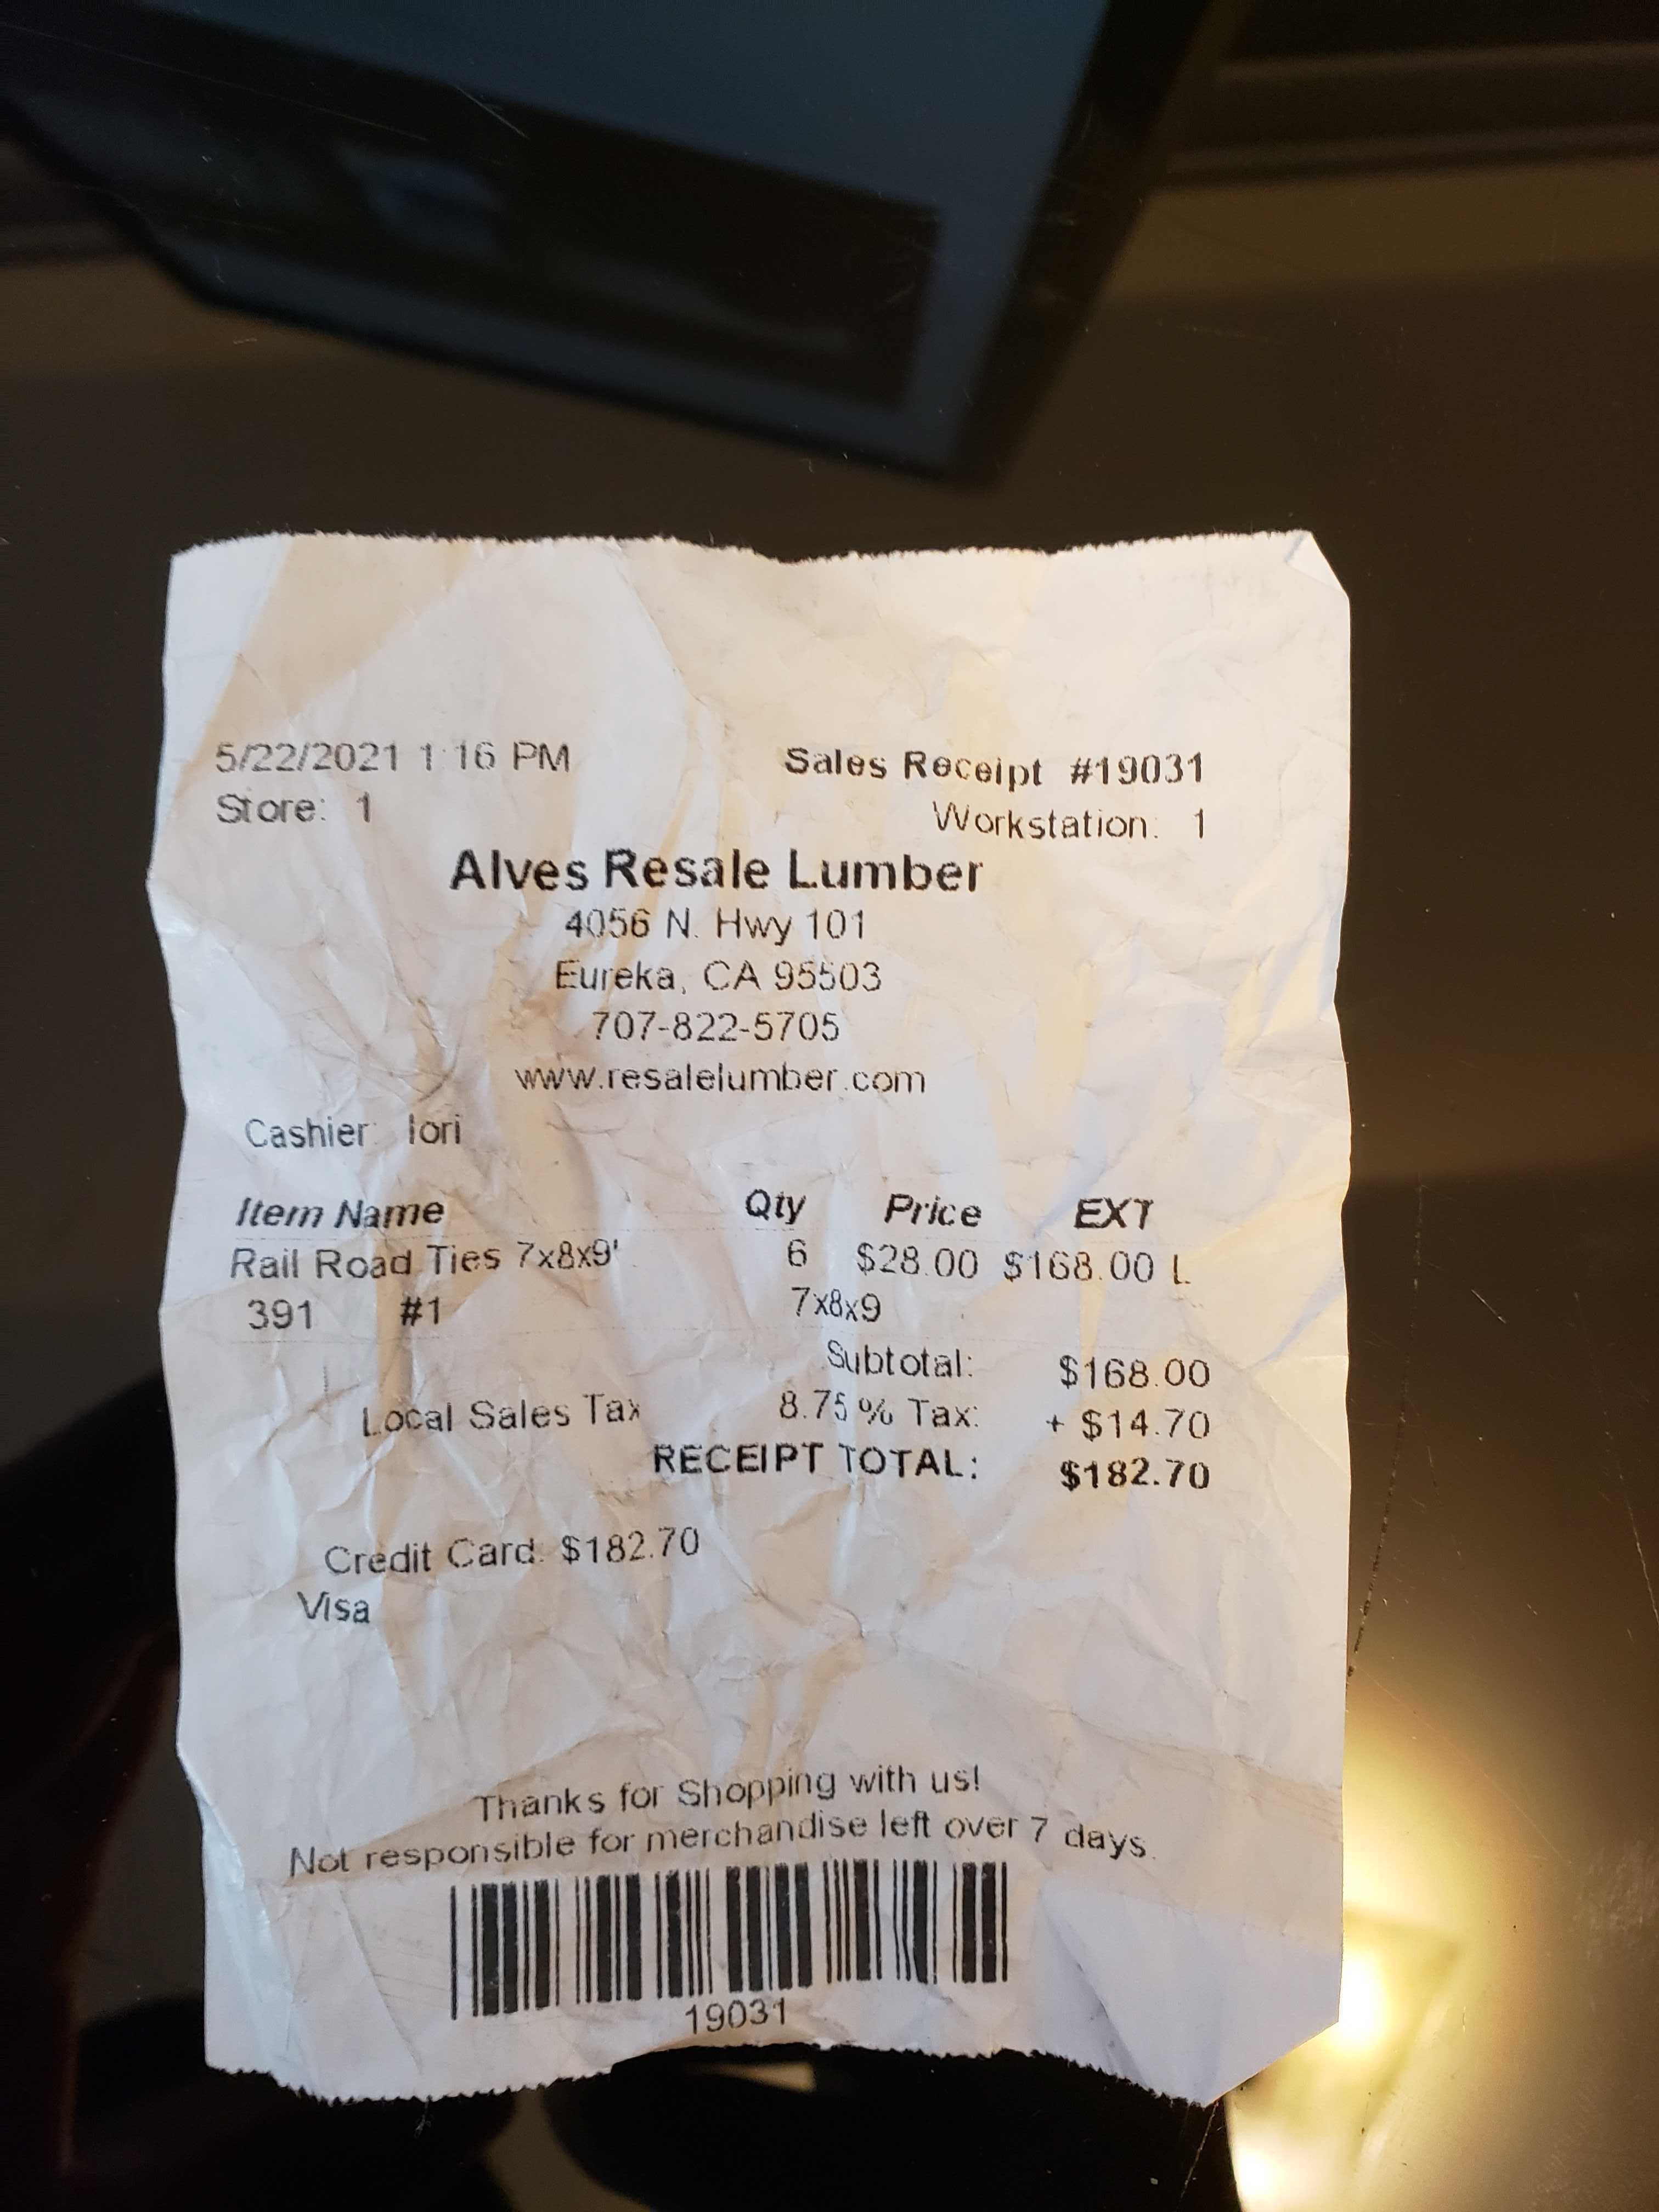 5/22/2021 1:16 PM Sales Receipt #19031
Store: 1 Workstation: 1
Alves Resale Lumber
4056 N. Hwy 101
Eureka, CA 95503
707-822-5705
www.resalelumber.com
Cashier: lori
Item Name Qty Price EXT
Rail Road Ties 7x8x9' 6 $28.00 $168.00 L
391 #1 7x8x9
Subtotal: $168.00
Local Sales Tax 8.75 % Tax: + $14.70
RECEIPT TOTAL: $182.70
Credit Card: $182.70
Visa
Thanks for Shopping with us!
Not responsible for merchandise left over 7 days.
19031